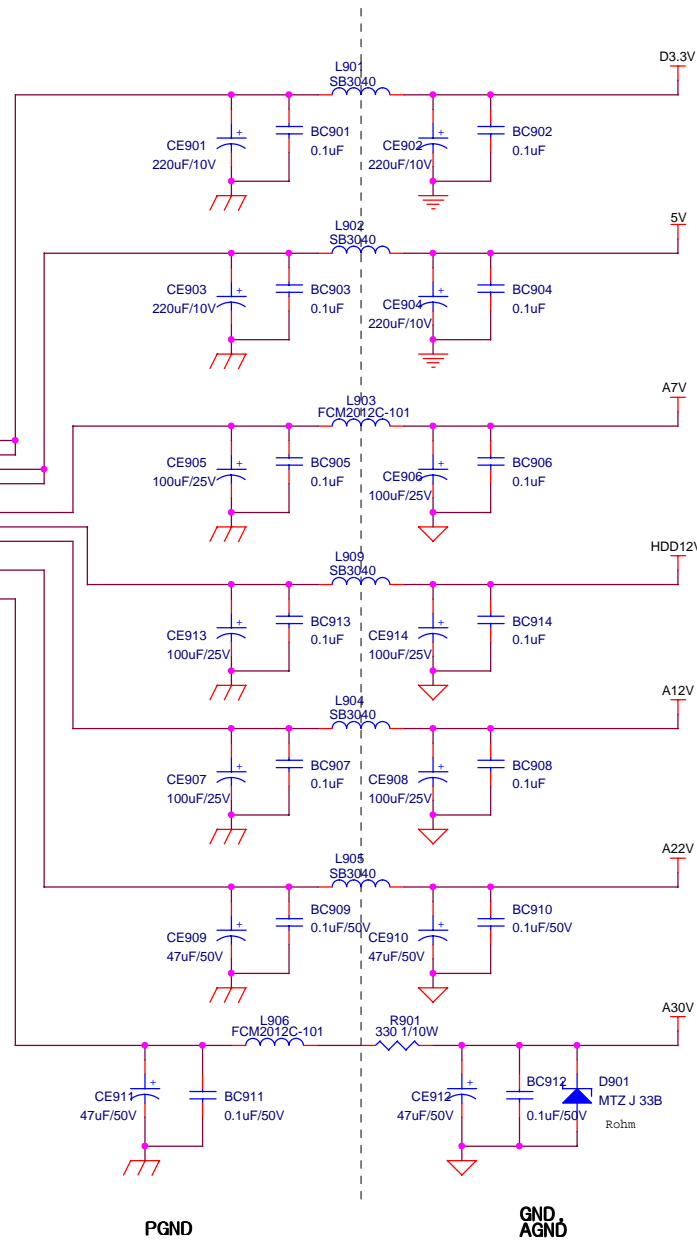 D3.3V
L901
SB3040
CE901
220uF/10V
BC901
0.1uF
CE902
220uF/10V
BC902
0.1uF
5V
L902
SB3040
CE903
220uF/10V
BC903
0.1uF
CE904
220uF/10V
BC904
0.1uF
A7V
L903
FCM2012C-101
CE905
100uF/25V
BC905
0.1uF
CE906
100uF/25V
BC906
0.1uF
HDD12V
L909
SB3040
CE913
100uF/25V
BC913
0.1uF
CE914
100uF/25V
BC914
0.1uF
A12V
L904
SB3040
CE907
100uF/25V
BC907
0.1uF
CE908
100uF/25V
BC908
0.1uF
A22V
L905
SB3040
CE909
47uF/50V
BC909
0.1uF/50V
CE910
47uF/50V
BC910
0.1uF/50V
A30V
L906
FCM2012C-101
R901
330 1/10W
CE911
47uF/50V
BC911
0.1uF/50V
CE912
47uF/50V
BC912
0.1uF/50V
D901
MTZ J 33B
Rohm
PGND
GND,
AGND